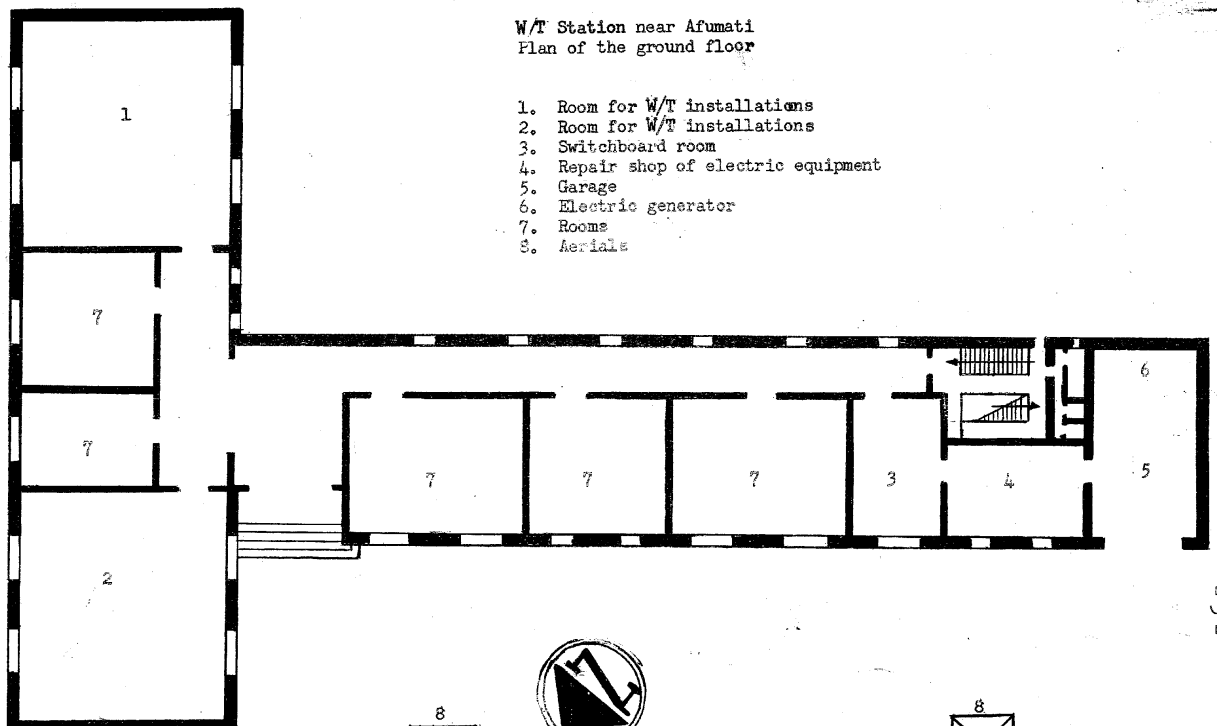 W/T Station near Afumati
Plan of the ground floor
1. Room for W/T installations
2. Room for W/T installations
3. Switchboard room
4. Repair shop of electric equipment
5. Garage
6. Electric generator
7. Rooms
8. Aerials
1
7
7
2
7
7
7
3
4
6
5
N
8
8